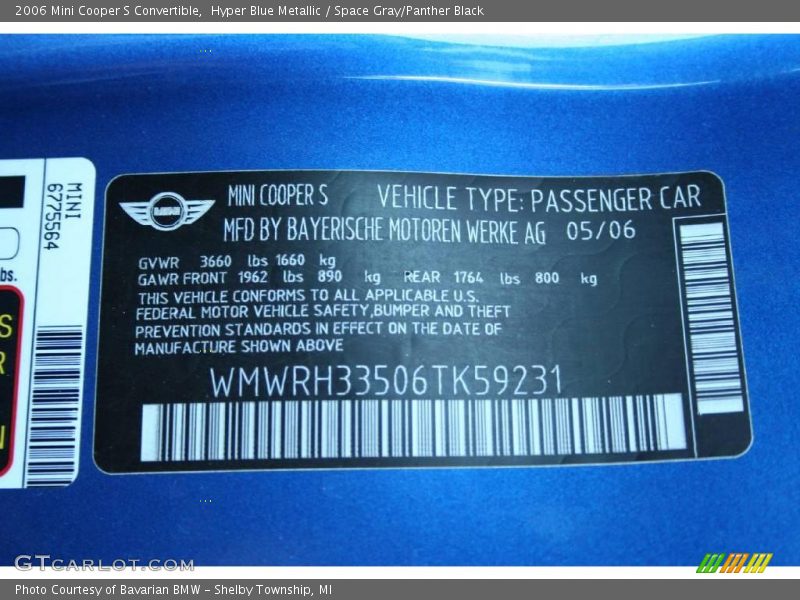 2006 Mini Cooper S Convertible,  Hyper Blue Metallic / Space Gray/Panther Black
MINI
6775564
bs.
S
R
N
MINI COOPER S VEHICLE TYPE: PASSENGER CAR
MFD BY BAYERISCHE MOTOREN WERKE AG 05/06
GVWR 3660 lbs 1660 kg
GAWR FRONT 1962 lbs 890 kg REAR 1764 lbs 800 kg
THIS VEHICLE CONFORMS TO ALL APPLICABLE U.S.
FEDERAL MOTOR VEHICLE SAFETY,BUMPER AND THEFT
PREVENTION STANDARDS IN EFFECT ON THE DATE OF
MANUFACTURE SHOWN ABOVE
WMWRH33506TK59231
GTCARLOT.COM
Photo Courtesy of Bavarian BMW - Shelby Township, MI